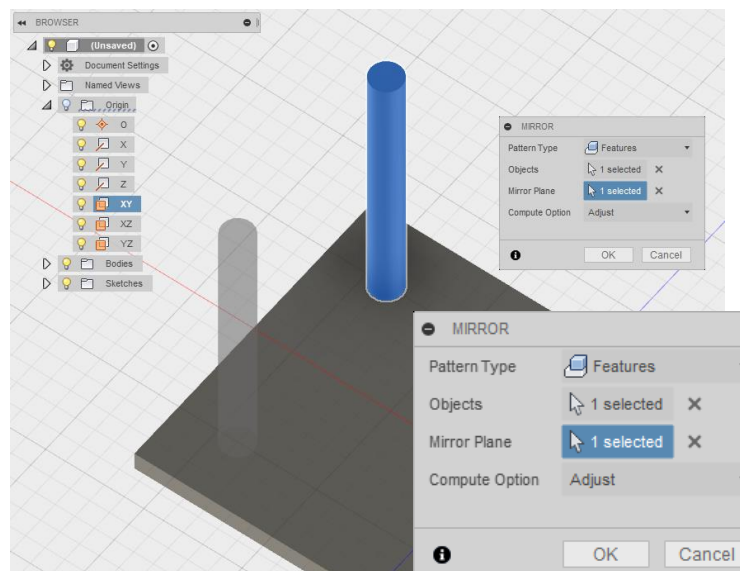 BROWSER
(Unsaved)
Document Settings
Named Views
Origin
O
X
Y
Z
XY
XZ
YZ
Bodies
Sketches
MIRROR
Pattern Type Features
Objects 1 selected
Mirror Plane 1 selected
Compute Option Adjust
OK Cancel
MIRROR
Pattern Type Features
Objects 1 selected
Mirror Plane 1 selected
Compute Option Adjust
OK Cancel